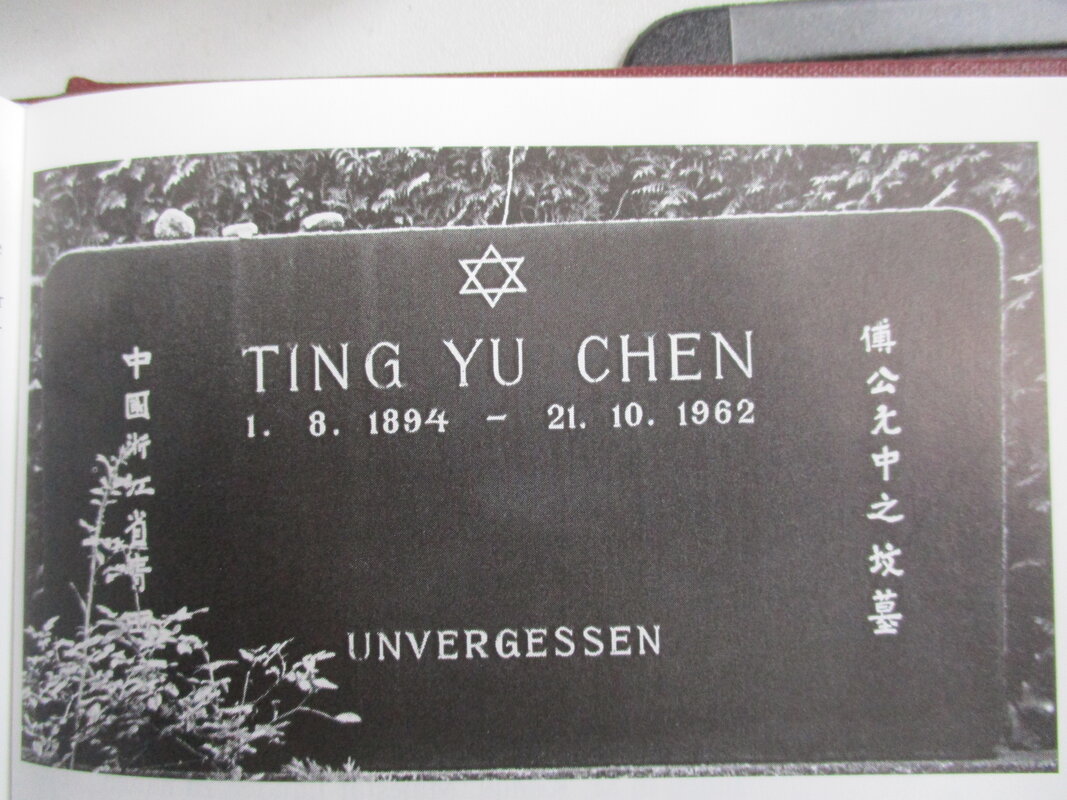 TING YU CHEN
1. 8. 1894 – 21. 10. 1962
UNVERGESSEN
傅公允中之坟墓
中國浙江省